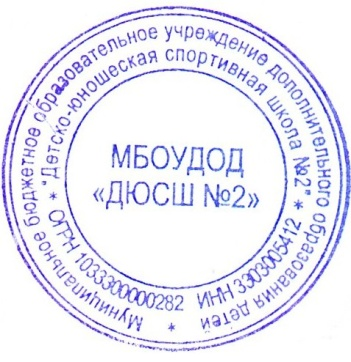 Муниципальное бюджетное образовательное учреждение дополнительного образования детей *
* "Детско-юношеская спортивная школа №2" *
ОГРН 1033300000282 ИНН 3303005412
МБОУДОД
«ДЮСШ №2»